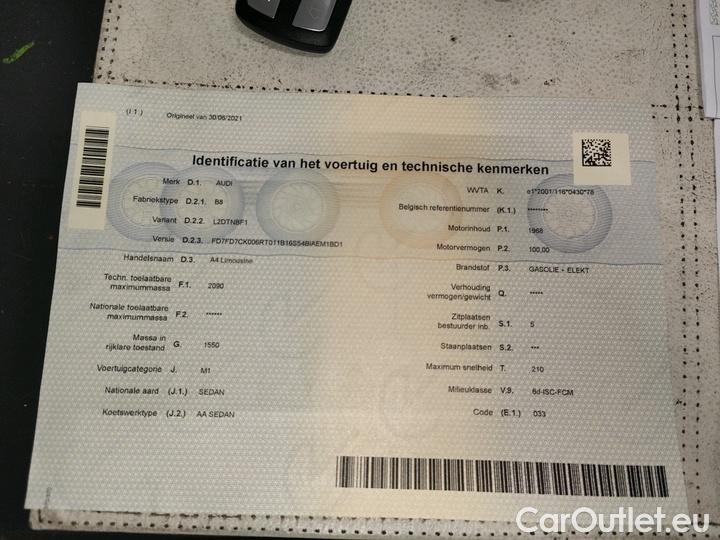 (I.1.)
Origineel van 30/06/2021
Identificatie van het voertuig en technische kenmerken
Merk D.1. AUDI
Fabriekstype D.2.1. B8
Variant D.2.2. L2DTNBF1
Versie D.2.3. FD7FD7CK006RT011B16S54BIAEM1BD1
Handelsnaam D.3. A4 Limousine
Techn. toelaatbare
maximummassa F.1. 2090
Nationale toelaatbare
maximummassa F.2. ******
Massa in
rijklare toestand G. 1550
Voertuigcategorie J. M1
Nationale aard (J.1.) SEDAN
Koetswerktype (J.2.) AA SEDAN
WVTA K. e1*2001/116*0430*78
Belgisch referentienummer (K.1.) ********
Motorinhoud P.1. 1968
Motorvermogen P.2. 100,00
Brandstof P.3. GASOLIE + ELEKT
Verhouding
vermogen/gewicht Q. *****
Zitplaatsen
bestuurder inb. S.1. 5
Staanplaatsen S.2. ***
Maximum snelheid T. 210
Milieuklasse V.9. 6d-ISC-FCM
Code (E.1.) 033
CarOutlet.eu